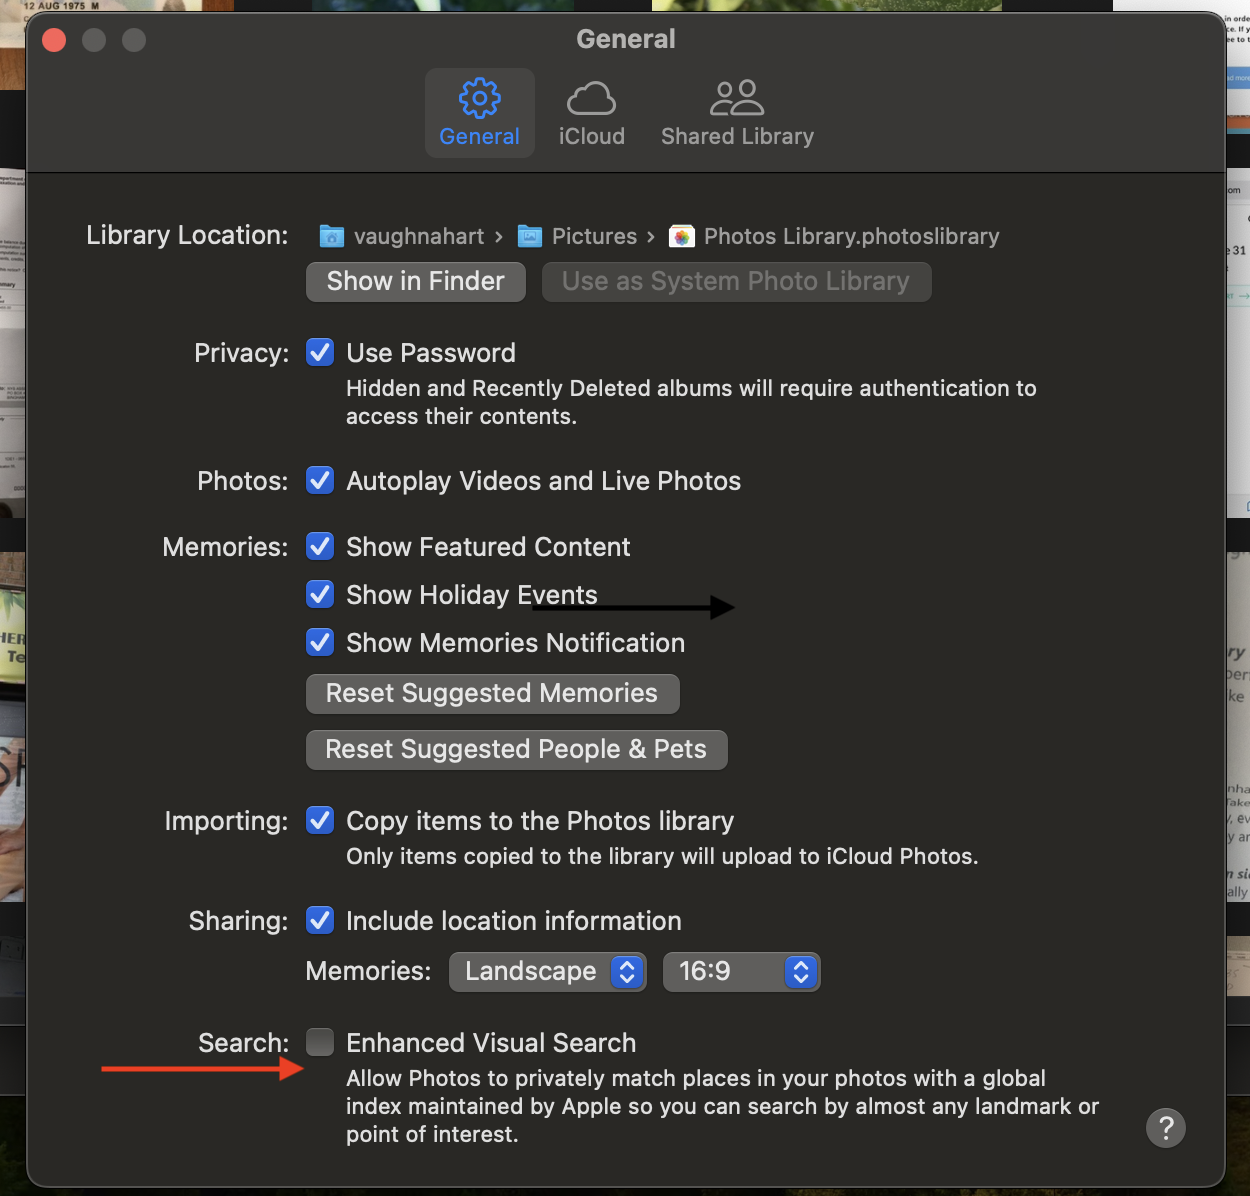 12 AUG 1975 M
General
General
iCloud
Shared Library
Library Location: vaughnahart › Pictures › Photos Library.photoslibrary
Show in Finder
Use as System Photo Library
Privacy: Use Password
Hidden and Recently Deleted albums will require authentication to
access their contents.
Photos: Autoplay Videos and Live Photos
Memories: Show Featured Content
Show Holiday Events
Show Memories Notification
Reset Suggested Memories
Reset Suggested People & Pets
Importing: Copy items to the Photos library
Only items copied to the library will upload to iCloud Photos.
Sharing: Include location information
Memories: Landscape 16:9
Search: Enhanced Visual Search
Allow Photos to privately match places in your photos with a global
index maintained by Apple so you can search by almost any landmark or
point of interest.
?